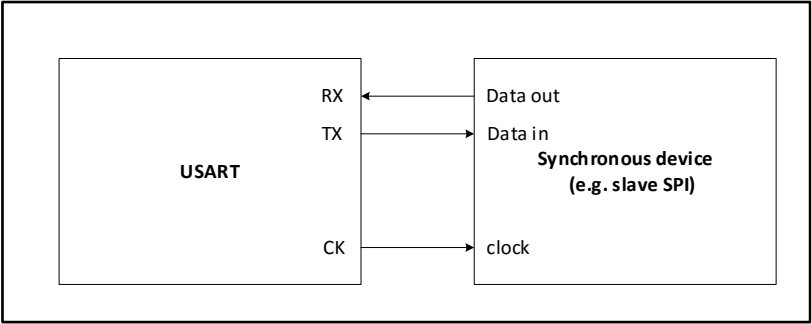 RX
Data out
TX
Data in
USART
Synchronous device
(e.g. slave SPI)
CK
clock